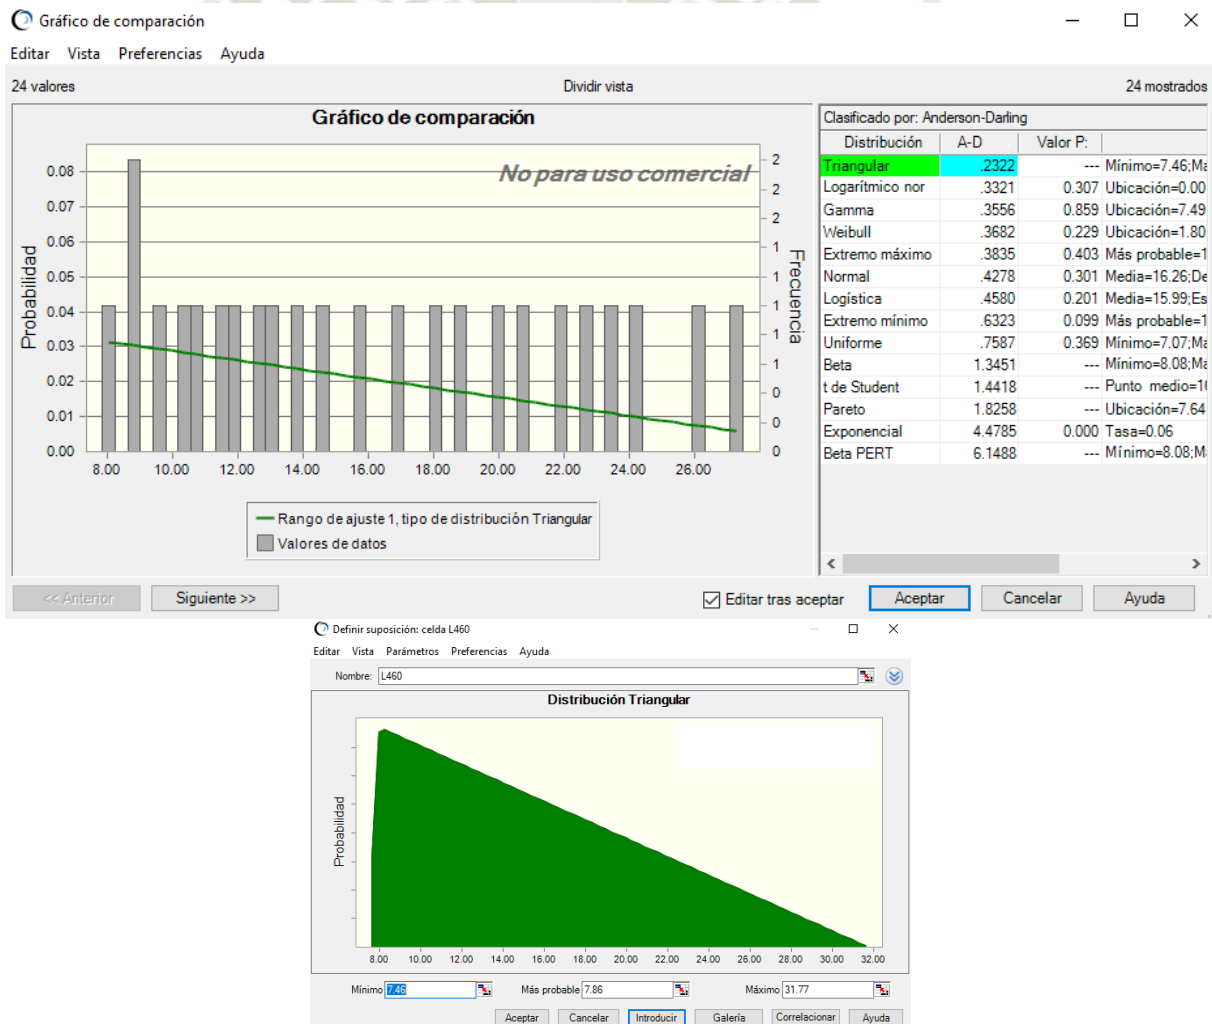 Gráfico de comparación
Editar Vista Preferencias Ayuda
24 valores Dividir vista 24 mostrados
Gráfico de comparación
No para uso comercial
Probabilidad
0.08
0.07
0.06
0.05
0.04
0.03
0.02
0.01
0.00
2
2
2
1
1
1
1
1
0
0
0
Frecuencia
8.00 10.00 12.00 14.00 16.00 18.00 20.00 22.00 24.00 26.00
Rango de ajuste 1, tipo de distribución Triangular
Valores de datos
Clasificado por: Anderson-Darling
Distribución A-D Valor P:
Triangular .2322 --- Mínimo=7.46;Ma
Logarítmico nor .3321 0.307 Ubicación=0.00
Gamma .3556 0.859 Ubicación=7.49
Weibull .3682 0.229 Ubicación=1.80
Extremo máximo .3835 0.403 Más probable=1
Normal .4278 0.301 Media=16.26;De
Logística .4580 0.201 Media=15.99;Es
Extremo mínimo .6323 0.099 Más probable=1
Uniforme .7587 0.369 Mínimo=7.07;Ma
Beta 1.3451 --- Mínimo=8.08;Ma
t de Student 1.4418 --- Punto medio=16
Pareto 1.8258 --- Ubicación=7.64
Exponencial 4.4785 0.000 Tasa=0.06
Beta PERT 6.1488 --- Mínimo=8.08;M
<< Anterior Siguiente >> Editar tras aceptar Aceptar Cancelar Ayuda
Definir suposición: celda L460
Editar Vista Parámetros Preferencias Ayuda
Nombre: L460
Distribución Triangular
Probabilidad
8.00 10.00 12.00 14.00 16.00 18.00 20.00 22.00 24.00 26.00 28.00 30.00 32.00
Mínimo 7.46 Más probable 7.86 Máximo 31.77
Aceptar Cancelar Introducir Galería Correlacionar Ayuda